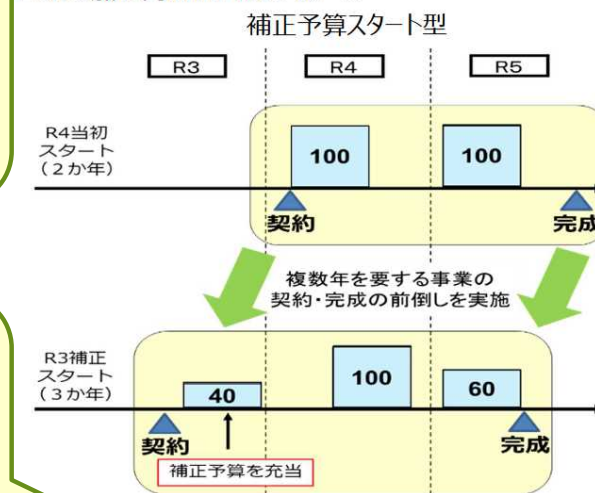 補正予算スタート型
R3
R4
R5
R4当初
スタート
（2か年）
100
100
契約
完成
複数年を要する事業の
契約・完成の前倒しを実施
R3補正
スタート
（3か年）
40
100
60
契約
完成
補正予算を充当